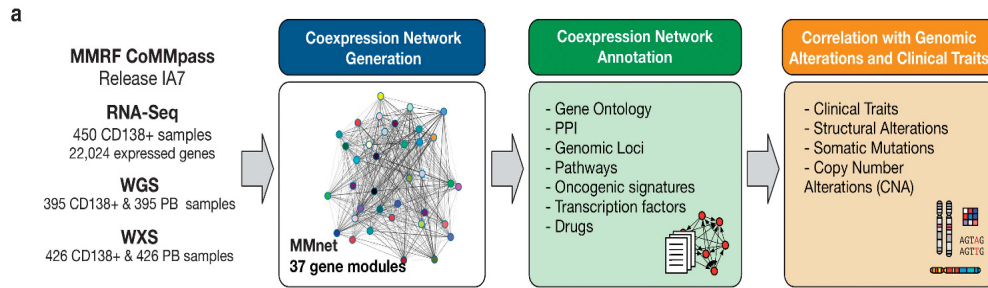 a
MMRF CoMMpass
Release IA7
RNA-Seq
450 CD138+ samples
22,024 expressed genes
WGS
395 CD138+ & 395 PB samples
WXS
426 CD138+ & 426 PB samples
Coexpression Network
Generation
MMnet
37 gene modules
Coexpression Network
Annotation
- Gene Ontology
- PPI
- Genomic Loci
- Pathways
- Oncogenic signatures
- Transcription factors
- Drugs
Correlation with Genomic
Alterations and Clinical Traits
- Clinical Traits
- Structural Alterations
- Somatic Mutations
- Copy Number
Alterations (CNA)
AGTAG
AGTTG